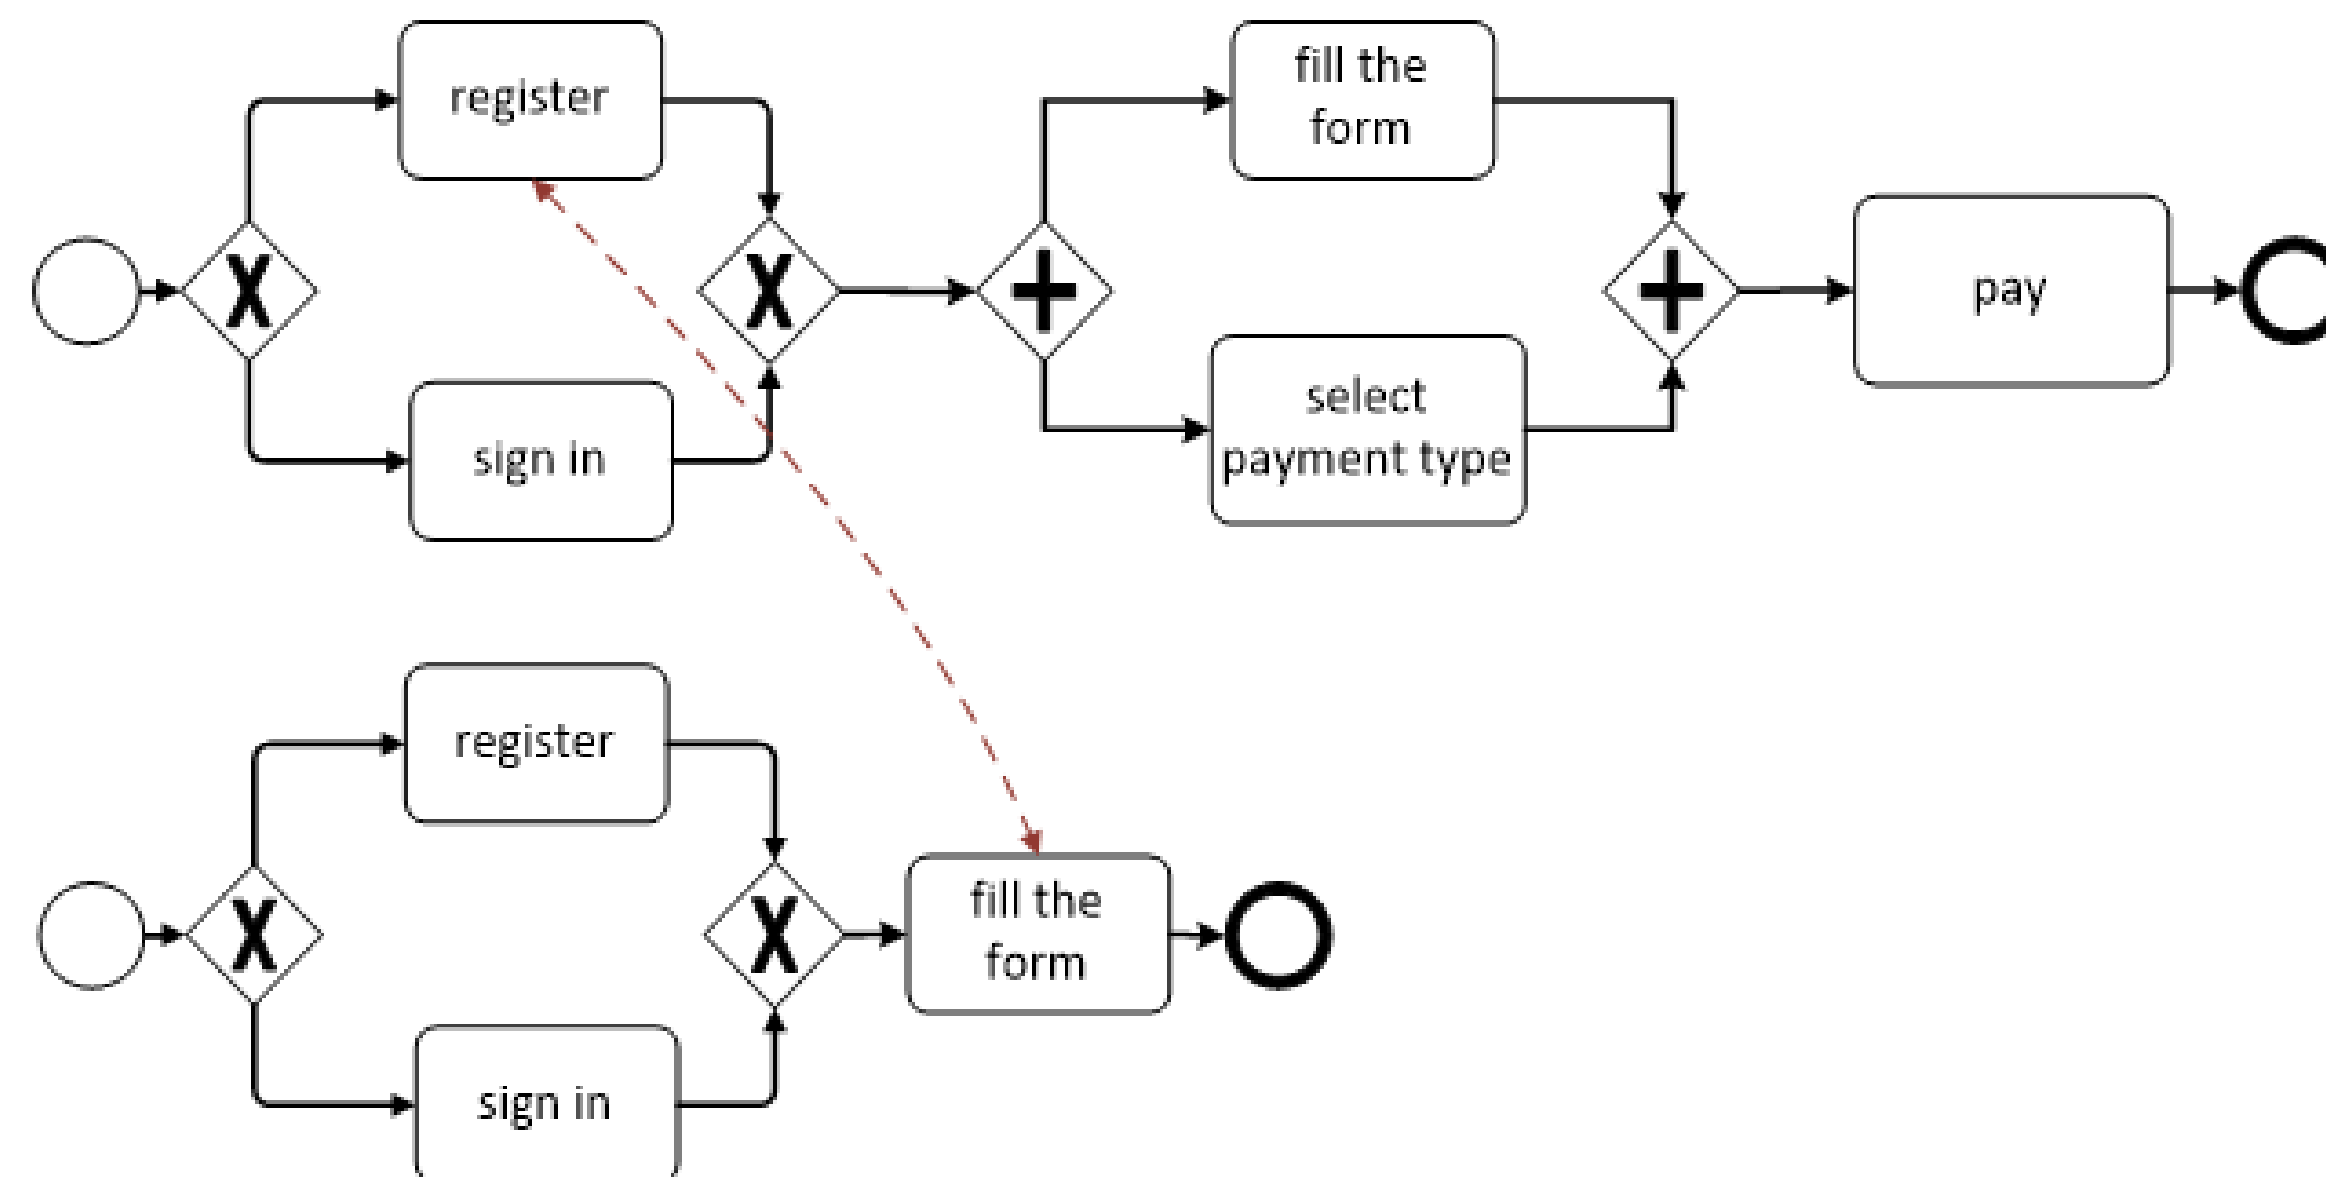 register
fill the
form
X
X
+
+
pay
sign in
select
payment type
register
X
X
fill the
form
sign in